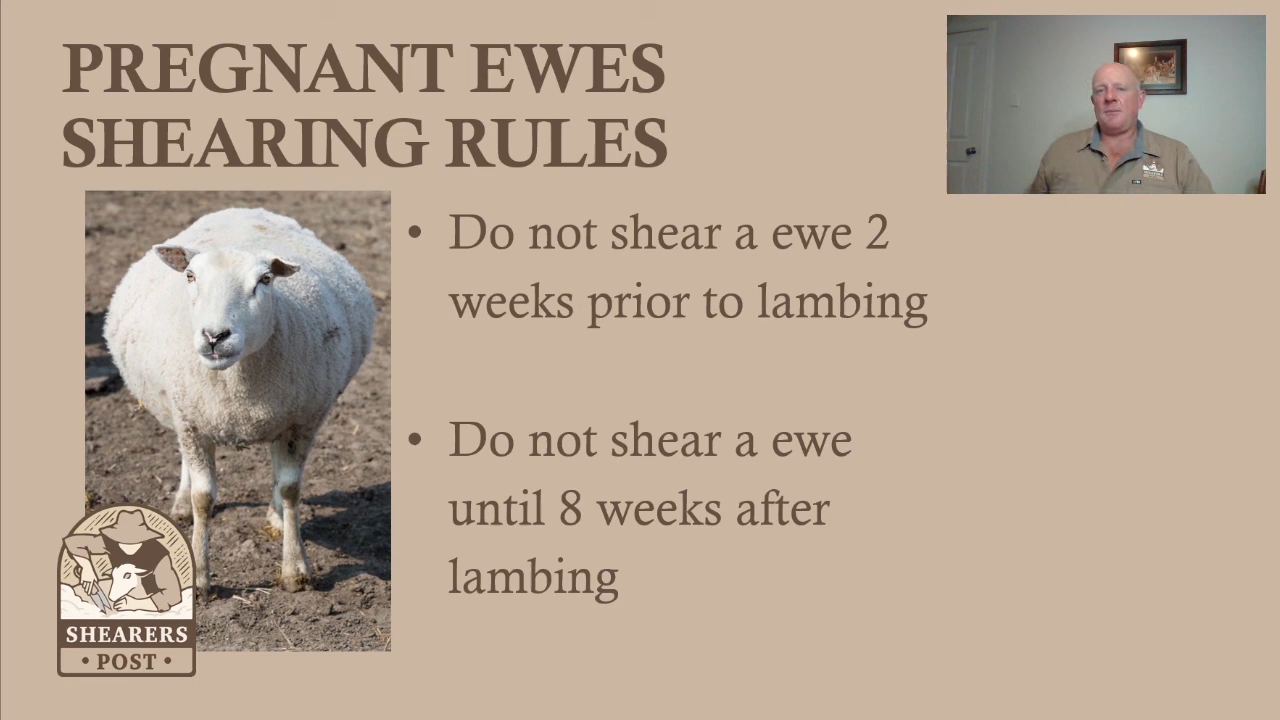 PREGNANT EWES
SHEARING RULES
• Do not shear a ewe 2
weeks prior to lambing
• Do not shear a ewe
until 8 weeks after
lambing
SHEARERS
• POST •